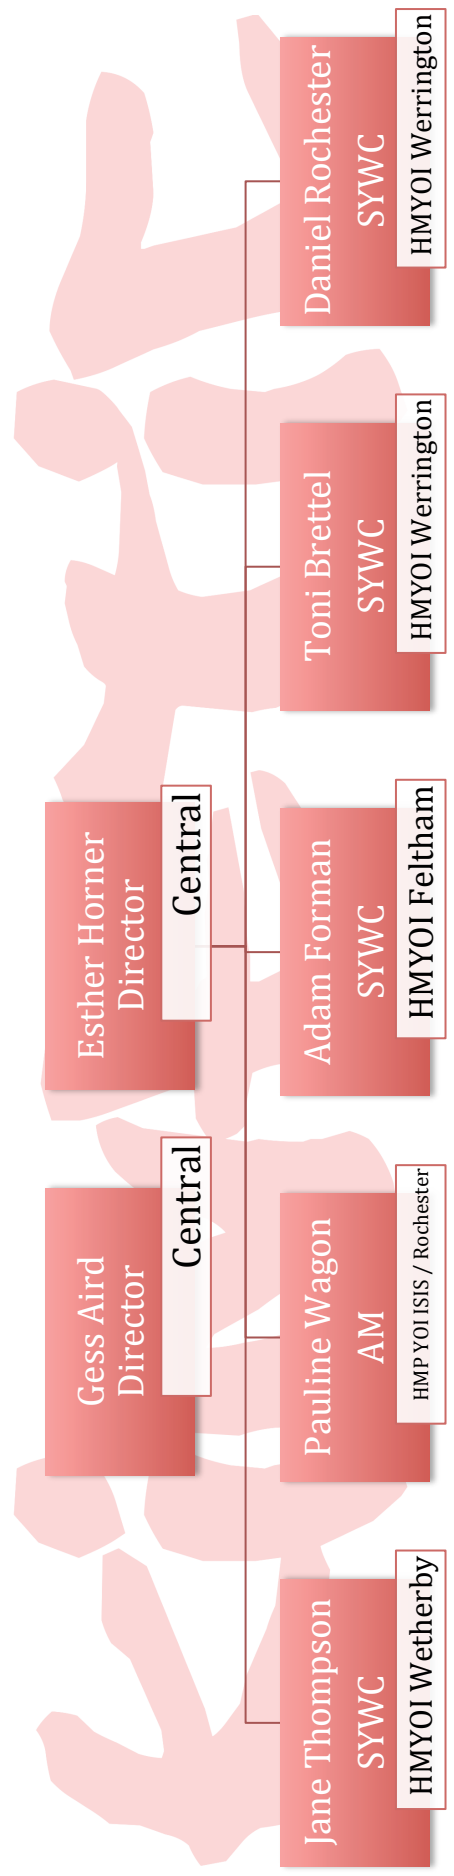 Gess Aird
Director
Central
Esther Horner
Director
Central
Jane Thompson
SYWC
HMYOI Wetherby
Pauline Wagon
AM
HMP YOI ISIS / Rochester
Adam Forman
SYWC
HMYOI Feltham
Toni Brettel
SYWC
HMYOI Werrington
Daniel Rochester
SYWC
HMYOI Werrington